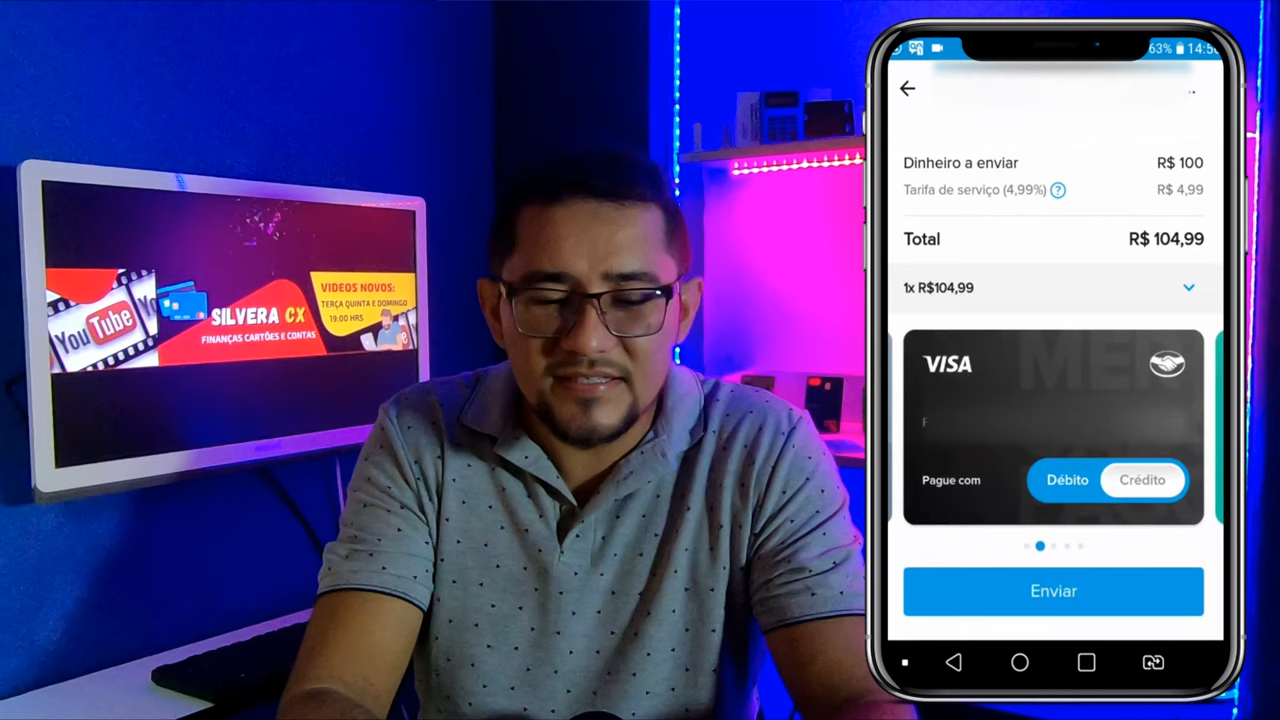 YouTube
SILVERA CX
FINANÇAS CARTÕES E CONTAS
VIDEOS NOVOS:
TERÇA QUINTA E DOMINGO
19.00 HRS
63%
Dinheiro a enviar R$ 100
Tarifa de serviço (4,99%) ? R$ 4,99
Total R$ 104,99
1x R$104,99
VISA
Pague com Débito Crédito
Enviar